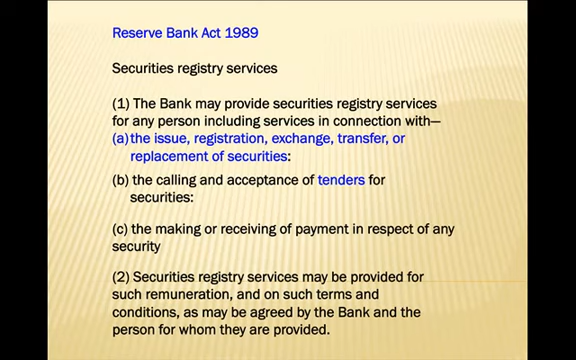 Reserve Bank Act 1989
Securities registry services
(1) The Bank may provide securities registry services
for any person including services in connection with—
(a) the issue, registration, exchange, transfer, or
replacement of securities:
(b) the calling and acceptance of tenders for
securities:
(c) the making or receiving of payment in respect of any
security
(2) Securities registry services may be provided for
such remuneration, and on such terms and
conditions, as may be agreed by the Bank and the
person for whom they are provided.